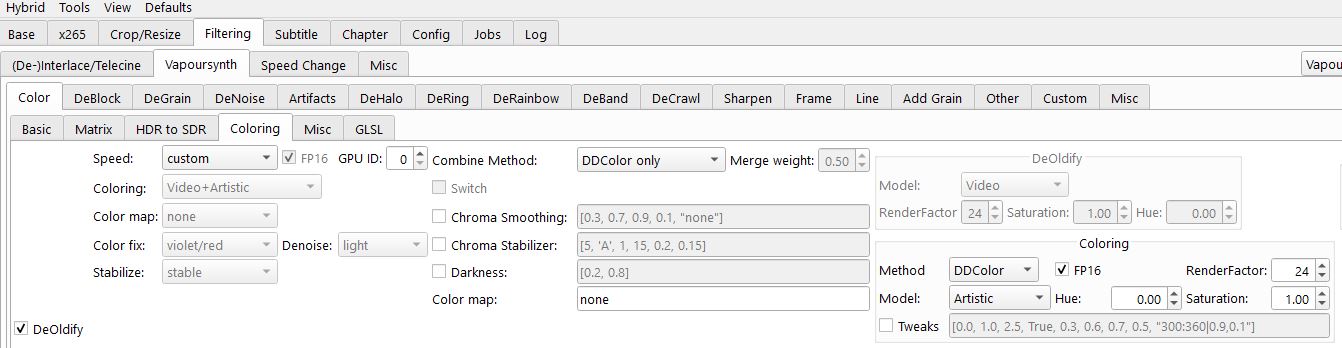 Hybrid Tools View Defaults
Base x265 Crop/Resize Filtering Subtitle Chapter Config Jobs Log
(De-)Interlace/Telecine Vapoursynth Speed Change Misc Vapou
Color DeBlock DeGrain DeNoise Artifacts DeHalo DeRing DeRainbow DeBand DeCrawl Sharpen Frame Line Add Grain Other Custom Misc
Basic Matrix HDR to SDR Coloring Misc GLSL
Speed: custom FP16 GPU ID: 0 Combine Method: DDColor only Merge weight: 0.50 DeOldify
Coloring: Video+Artistic Switch Model: Video
Color map: none Chroma Smoothing: [0.3, 0.7, 0.9, 0.1, "none"] RenderFactor 24 Saturation: 1.00 Hue: 0.00
Color fix: violet/red Denoise: light Chroma Stabilizer: [5, 'A', 1, 15, 0.2, 0.15] Coloring
Stabilize: stable Darkness: [0.2, 0.8] Method DDColor FP16 RenderFactor: 24
Color map: none Model: Artistic Hue: 0.00 Saturation: 1.00
DeOldify Tweaks [0.0, 1.0, 2.5, True, 0.3, 0.6, 0.7, 0.5, "300:360|0.9,0.1"]